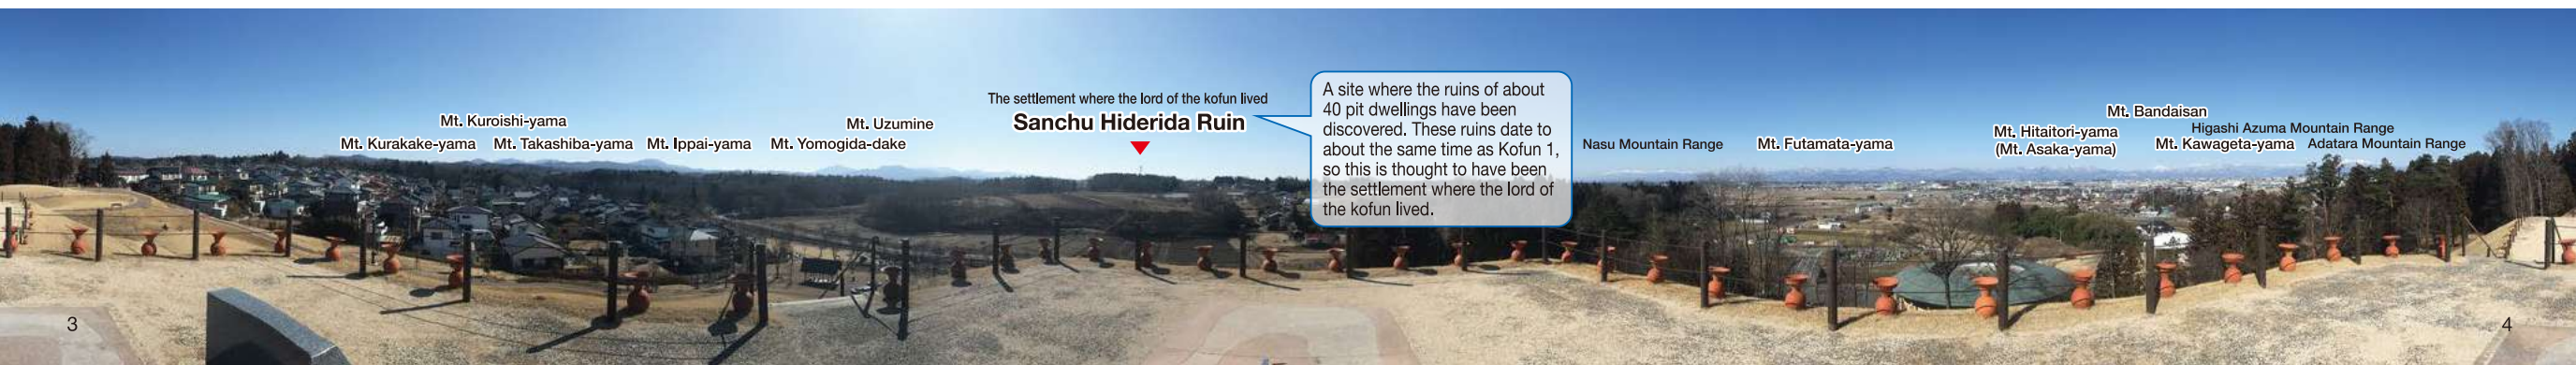 Mt. Kuroishi-yama
Mt. Kurakake-yama
Mt. Takashiba-yama
Mt. Ippai-yama
Mt. Uzumine
Mt. Yomogida-dake
The settlement where the lord of the kofun lived
Sanchu Hiderida Ruin
A site where the ruins of about
40 pit dwellings have been
discovered. These ruins date to
about the same time as Kofun 1,
so this is thought to have been
the settlement where the lord of
the kofun lived.
Nasu Mountain Range
Mt. Futamata-yama
Mt. Hitaitori-yama
(Mt. Asaka-yama)
Mt. Bandaisan
Higashi Azuma Mountain Range
Mt. Kawageta-yama
Adatara Mountain Range
3
4